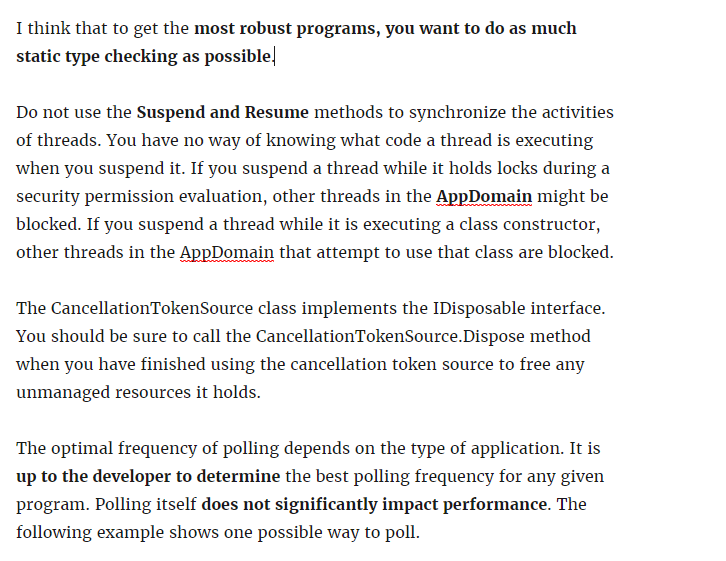 I think that to get the most robust programs, you want to do as much
static type checking as possible.
Do not use the Suspend and Resume methods to synchronize the activities
of threads. You have no way of knowing what code a thread is executing
when you suspend it. If you suspend a thread while it holds locks during a
security permission evaluation, other threads in the AppDomain might be
blocked. If you suspend a thread while it is executing a class constructor,
other threads in the AppDomain that attempt to use that class are blocked.
The CancellationTokenSource class implements the IDisposable interface.
You should be sure to call the CancellationTokenSource.Dispose method
when you have finished using the cancellation token source to free any
unmanaged resources it holds.
The optimal frequency of polling depends on the type of application. It is
up to the developer to determine the best polling frequency for any given
program. Polling itself does not significantly impact performance. The
following example shows one possible way to poll.